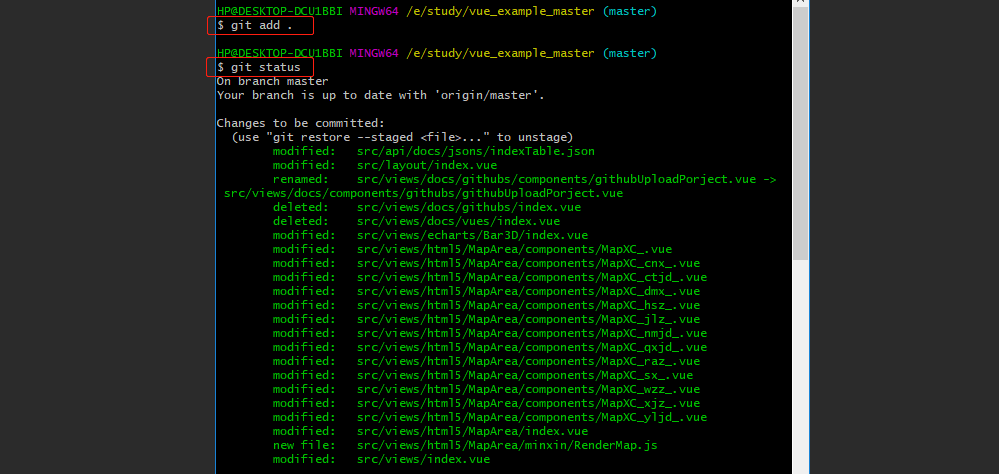 HP@DESKTOP-DCU1BBI MINGW64 /e/study/vue_example_master (master)
$ git add .
HP@DESKTOP-DCU1BBI MINGW64 /e/study/vue_example_master (master)
$ git status
On branch master
Your branch is up to date with 'origin/master'.
Changes to be committed:
(use "git restore --staged <file>..." to unstage)
modified: src/api/docs/jsons/indexTable.json
modified: src/layout/index.vue
renamed: src/views/docs/githubs/components/githubUploadPorject.vue ->
src/views/docs/components/githubs/githubUploadPorject.vue
deleted: src/views/docs/githubs/index.vue
deleted: src/views/docs/vues/index.vue
modified: src/views/echarts/Bar3D/index.vue
modified: src/views/html5/MapArea/components/MapXC_.vue
modified: src/views/html5/MapArea/components/MapXC_cnx_.vue
modified: src/views/html5/MapArea/components/MapXC_ctjd_.vue
modified: src/views/html5/MapArea/components/MapXC_dmx_.vue
modified: src/views/html5/MapArea/components/MapXC_hsz_.vue
modified: src/views/html5/MapArea/components/MapXC_jlz_.vue
modified: src/views/html5/MapArea/components/MapXC_nmjd_.vue
modified: src/views/html5/MapArea/components/MapXC_qxjd_.vue
modified: src/views/html5/MapArea/components/MapXC_raz_.vue
modified: src/views/html5/MapArea/components/MapXC_sx_.vue
modified: src/views/html5/MapArea/components/MapXC_wzz_.vue
modified: src/views/html5/MapArea/components/MapXC_xjz_.vue
modified: src/views/html5/MapArea/components/MapXC_yljd_.vue
modified: src/views/html5/MapArea/index.vue
new file: src/views/html5/MapArea/minxin/RenderMap.js
modified: src/views/index.vue